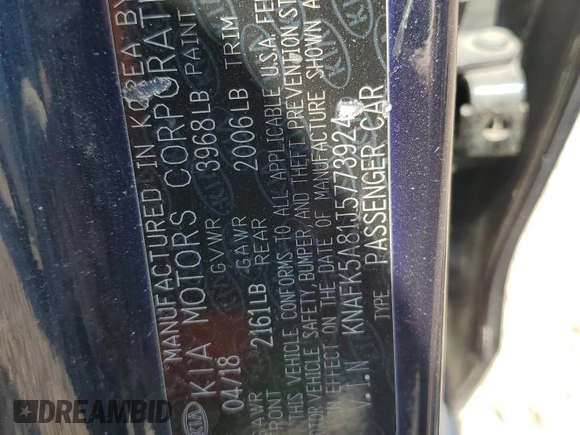 MANUFACTURED IN KOREA BY
KIA MOTORS CORPORATI
04/18 GVWR 3968LB PAINT
GAWR FRONT 2161LB GAWR REAR 2006LB TRIM
THIS VEHICLE CONFORMS TO ALL APPLICABLE U.S.A. FE
MOTOR VEHICLE SAFETY, BUMPER AND THEFT PREVENTION ST
IN EFFECT ON THE DATE OF MANUFACTURE SHOWN A
KNAFK5A81J5773924
TYPE PASSENGER CAR
KIA
DREAMBID